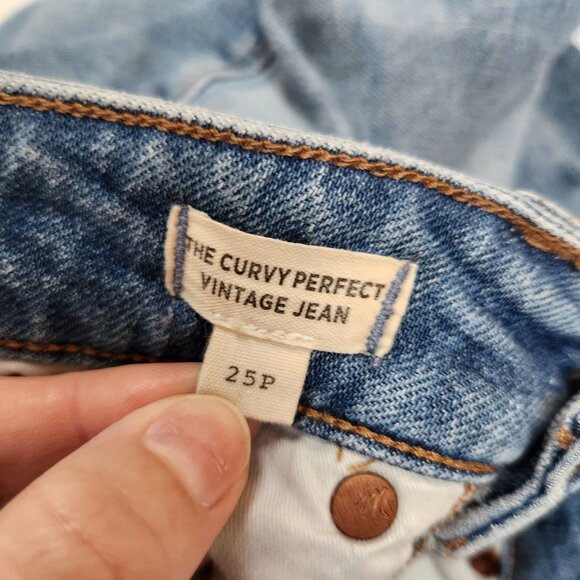 THE CURVY PERFECT
VINTAGE JEAN
25P
m